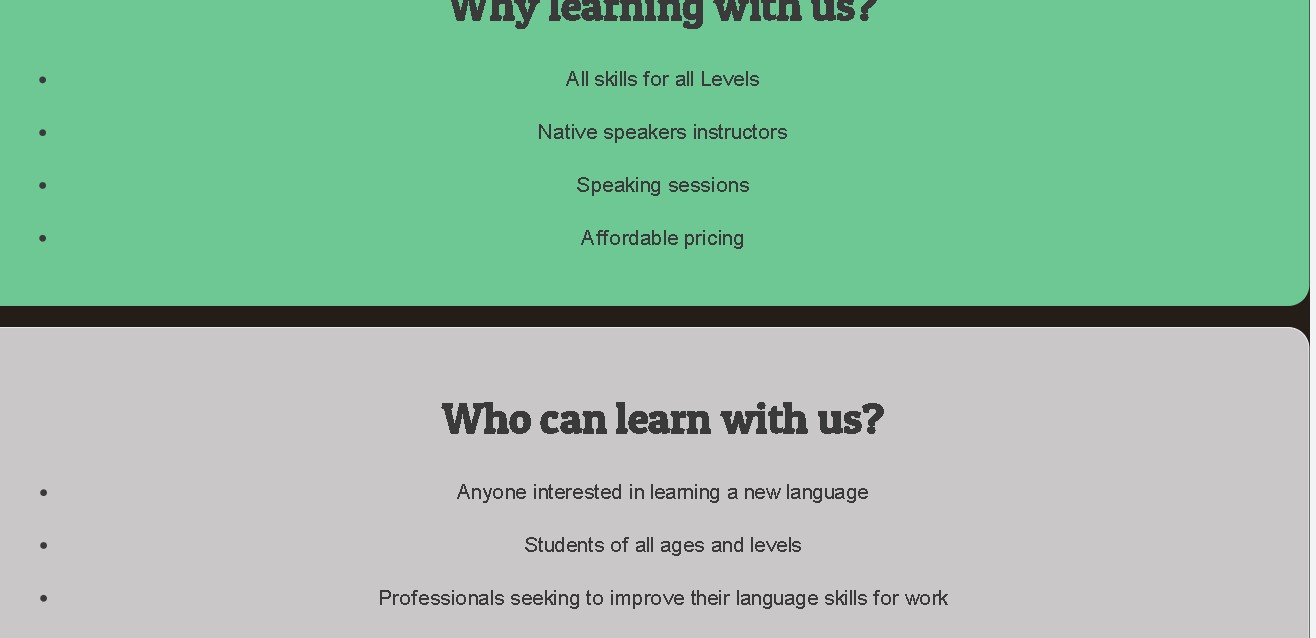 Why learning with us?
• All skills for all Levels
• Native speakers instructors
• Speaking sessions
• Affordable pricing
Who can learn with us?
• Anyone interested in learning a new language
• Students of all ages and levels
• Professionals seeking to improve their language skills for work